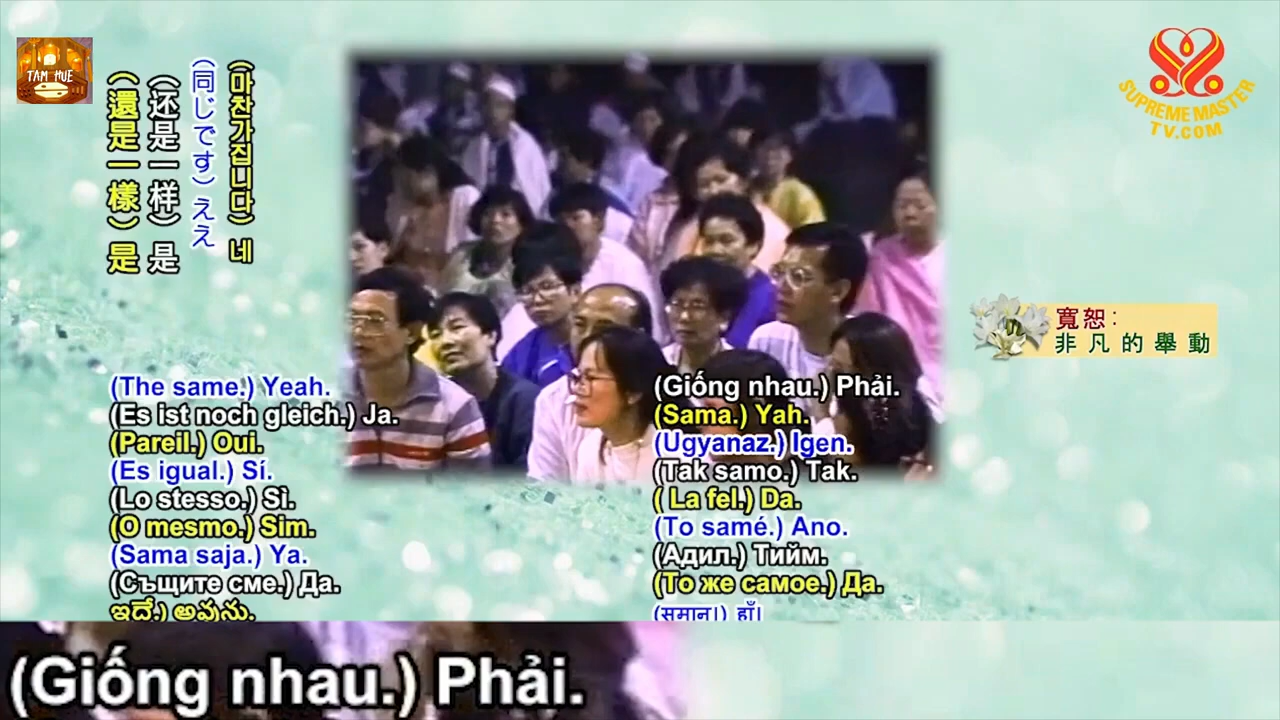 TAM HUE
(還是一樣)是
(还是一样)是
(同じです)ええ
(마찬가집니다) 네
SUPREME MASTER
TV.COM
寬恕:
非凡的舉動
(The same.) Yeah.
(Es ist noch gleich.) Ja.
(Pareil.) Oui.
(Es igual.) Sí.
(Lo stesso.) Sì.
(O mesmo.) Sim.
(Sama saja.) Ya.
(Същите сме.) Да.
ఇదే.) అవును.
(Giống nhau.) Phải.
(Sama.) Yah.
(Ugyanaz.) Igen.
(Tak samo.) Tak.
( La fel.) Da.
(To samé.) Ano.
(Адил.) Тийм.
(То же самое.) Да.
(समान।) हाँ।
(Giống nhau.) Phải.